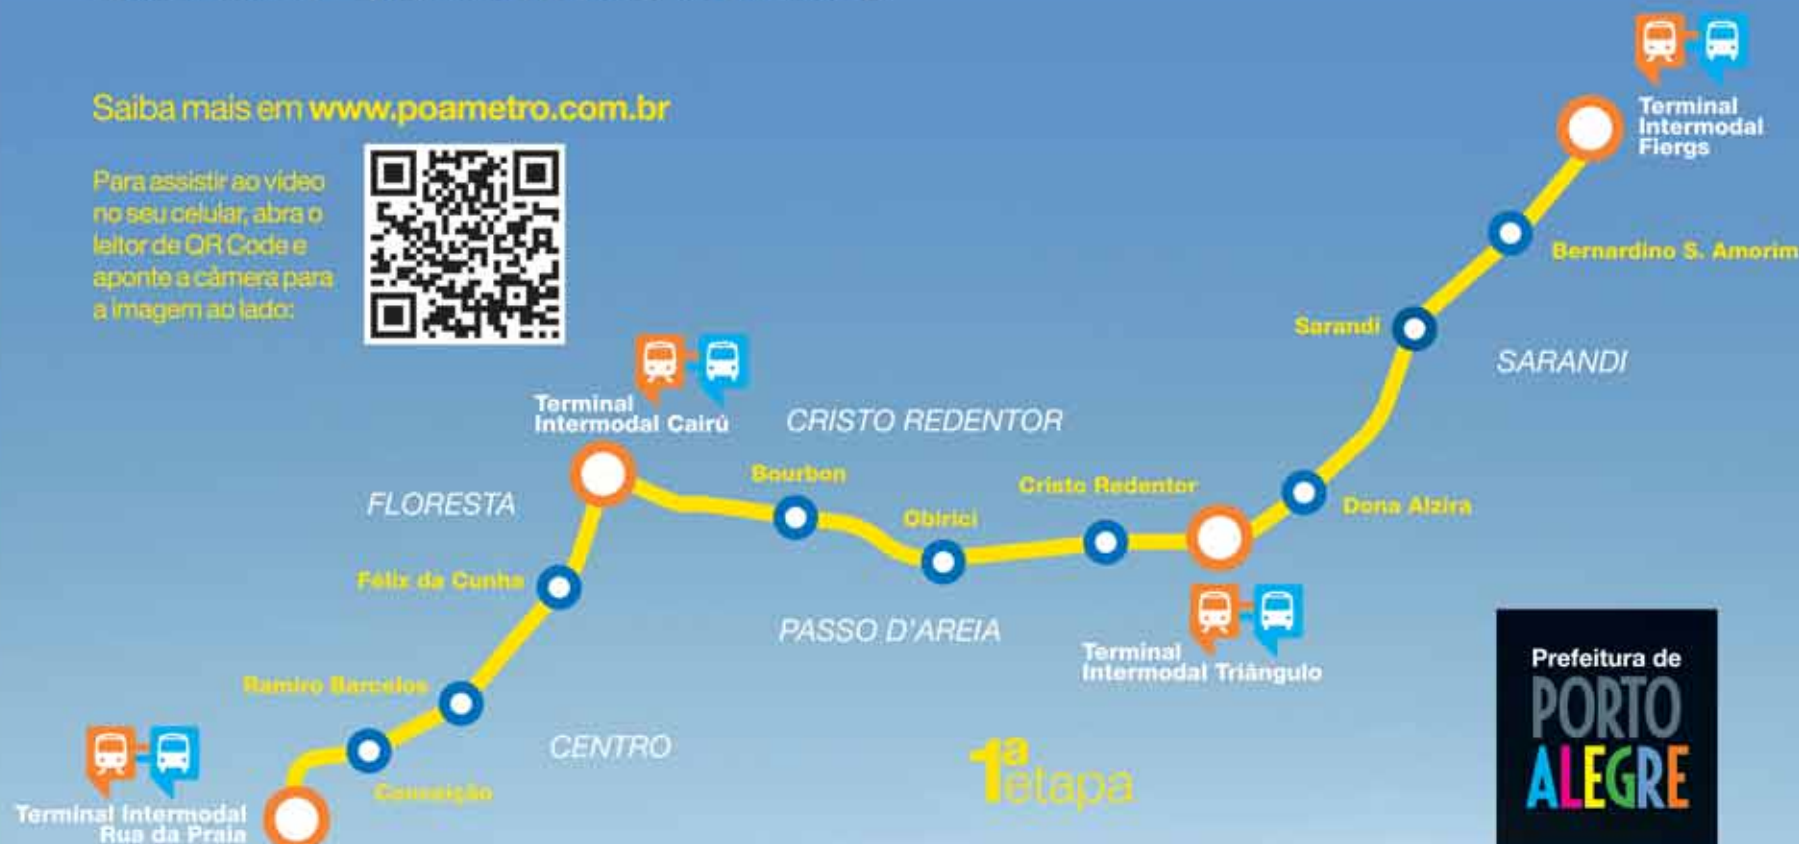 Saiba mais em www.poametro.com.br
Para assistir ao vídeo
no seu celular, abra o
leitor de QR Code e
aponte a câmera para
a imagem ao lado:
Terminal
Intermodal
Fiergs
Bernardino S. Amorim
Sarandi
SARANDI
Terminal
Intermodal Cairú
CRISTO REDENTOR
Bourbon
Cristo Redentor
FLORESTA
Obirici
Dona Alzira
Félix da Cunha
PASSO D'AREIA
Terminal
Intermodal Triângulo
Ramiro Barcelos
CENTRO
Conceição
Terminal Intermodal
Rua da Praia
1ª
etapa
Prefeitura de
PORTO
ALEGRE